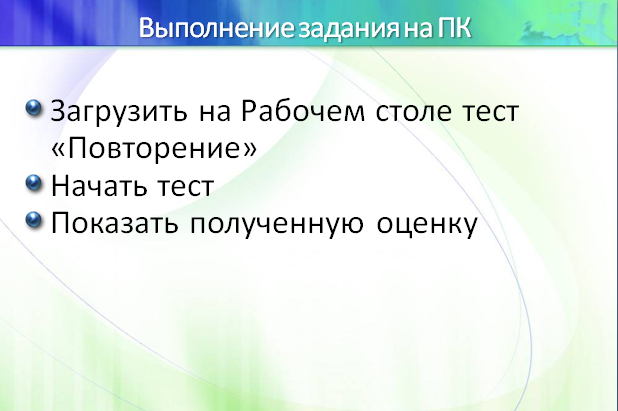 Выполнение задания на ПК
Загрузить на Рабочем столе тест
«Повторение»
Начать тест
Показать полученную оценку